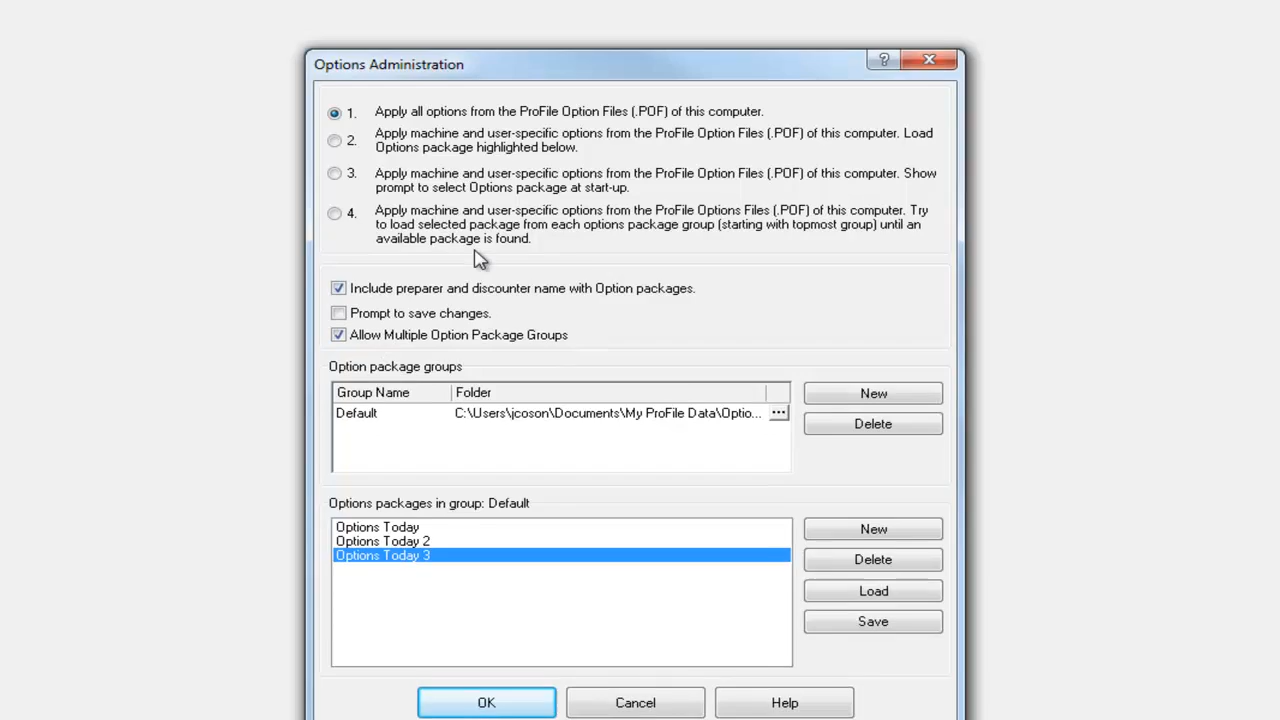 Options Administration
?
1. Apply all options from the ProFile Option Files (.POF) of this computer.
2. Apply machine and user-specific options from the ProFile Option Files (.POF) of this computer. Load
Options package highlighted below.
3. Apply machine and user-specific options from the ProFile Option Files (.POF) of this computer. Show
prompt to select Options package at start-up.
4. Apply machine and user-specific options from the ProFile Options Files (.POF) of this computer. Try
to load selected package from each options package group (starting with topmost group) until an
available package is found.
Include preparer and discounter name with Option packages.
Prompt to save changes.
Allow Multiple Option Package Groups
Option package groups
Group Name Folder
New
Default C:\Users\jcoson\Documents\My ProFile Data\Optio... ...
Delete
Options packages in group: Default
Options Today
Options Today 2
Options Today 3
New
Delete
Load
Save
OK Cancel Help